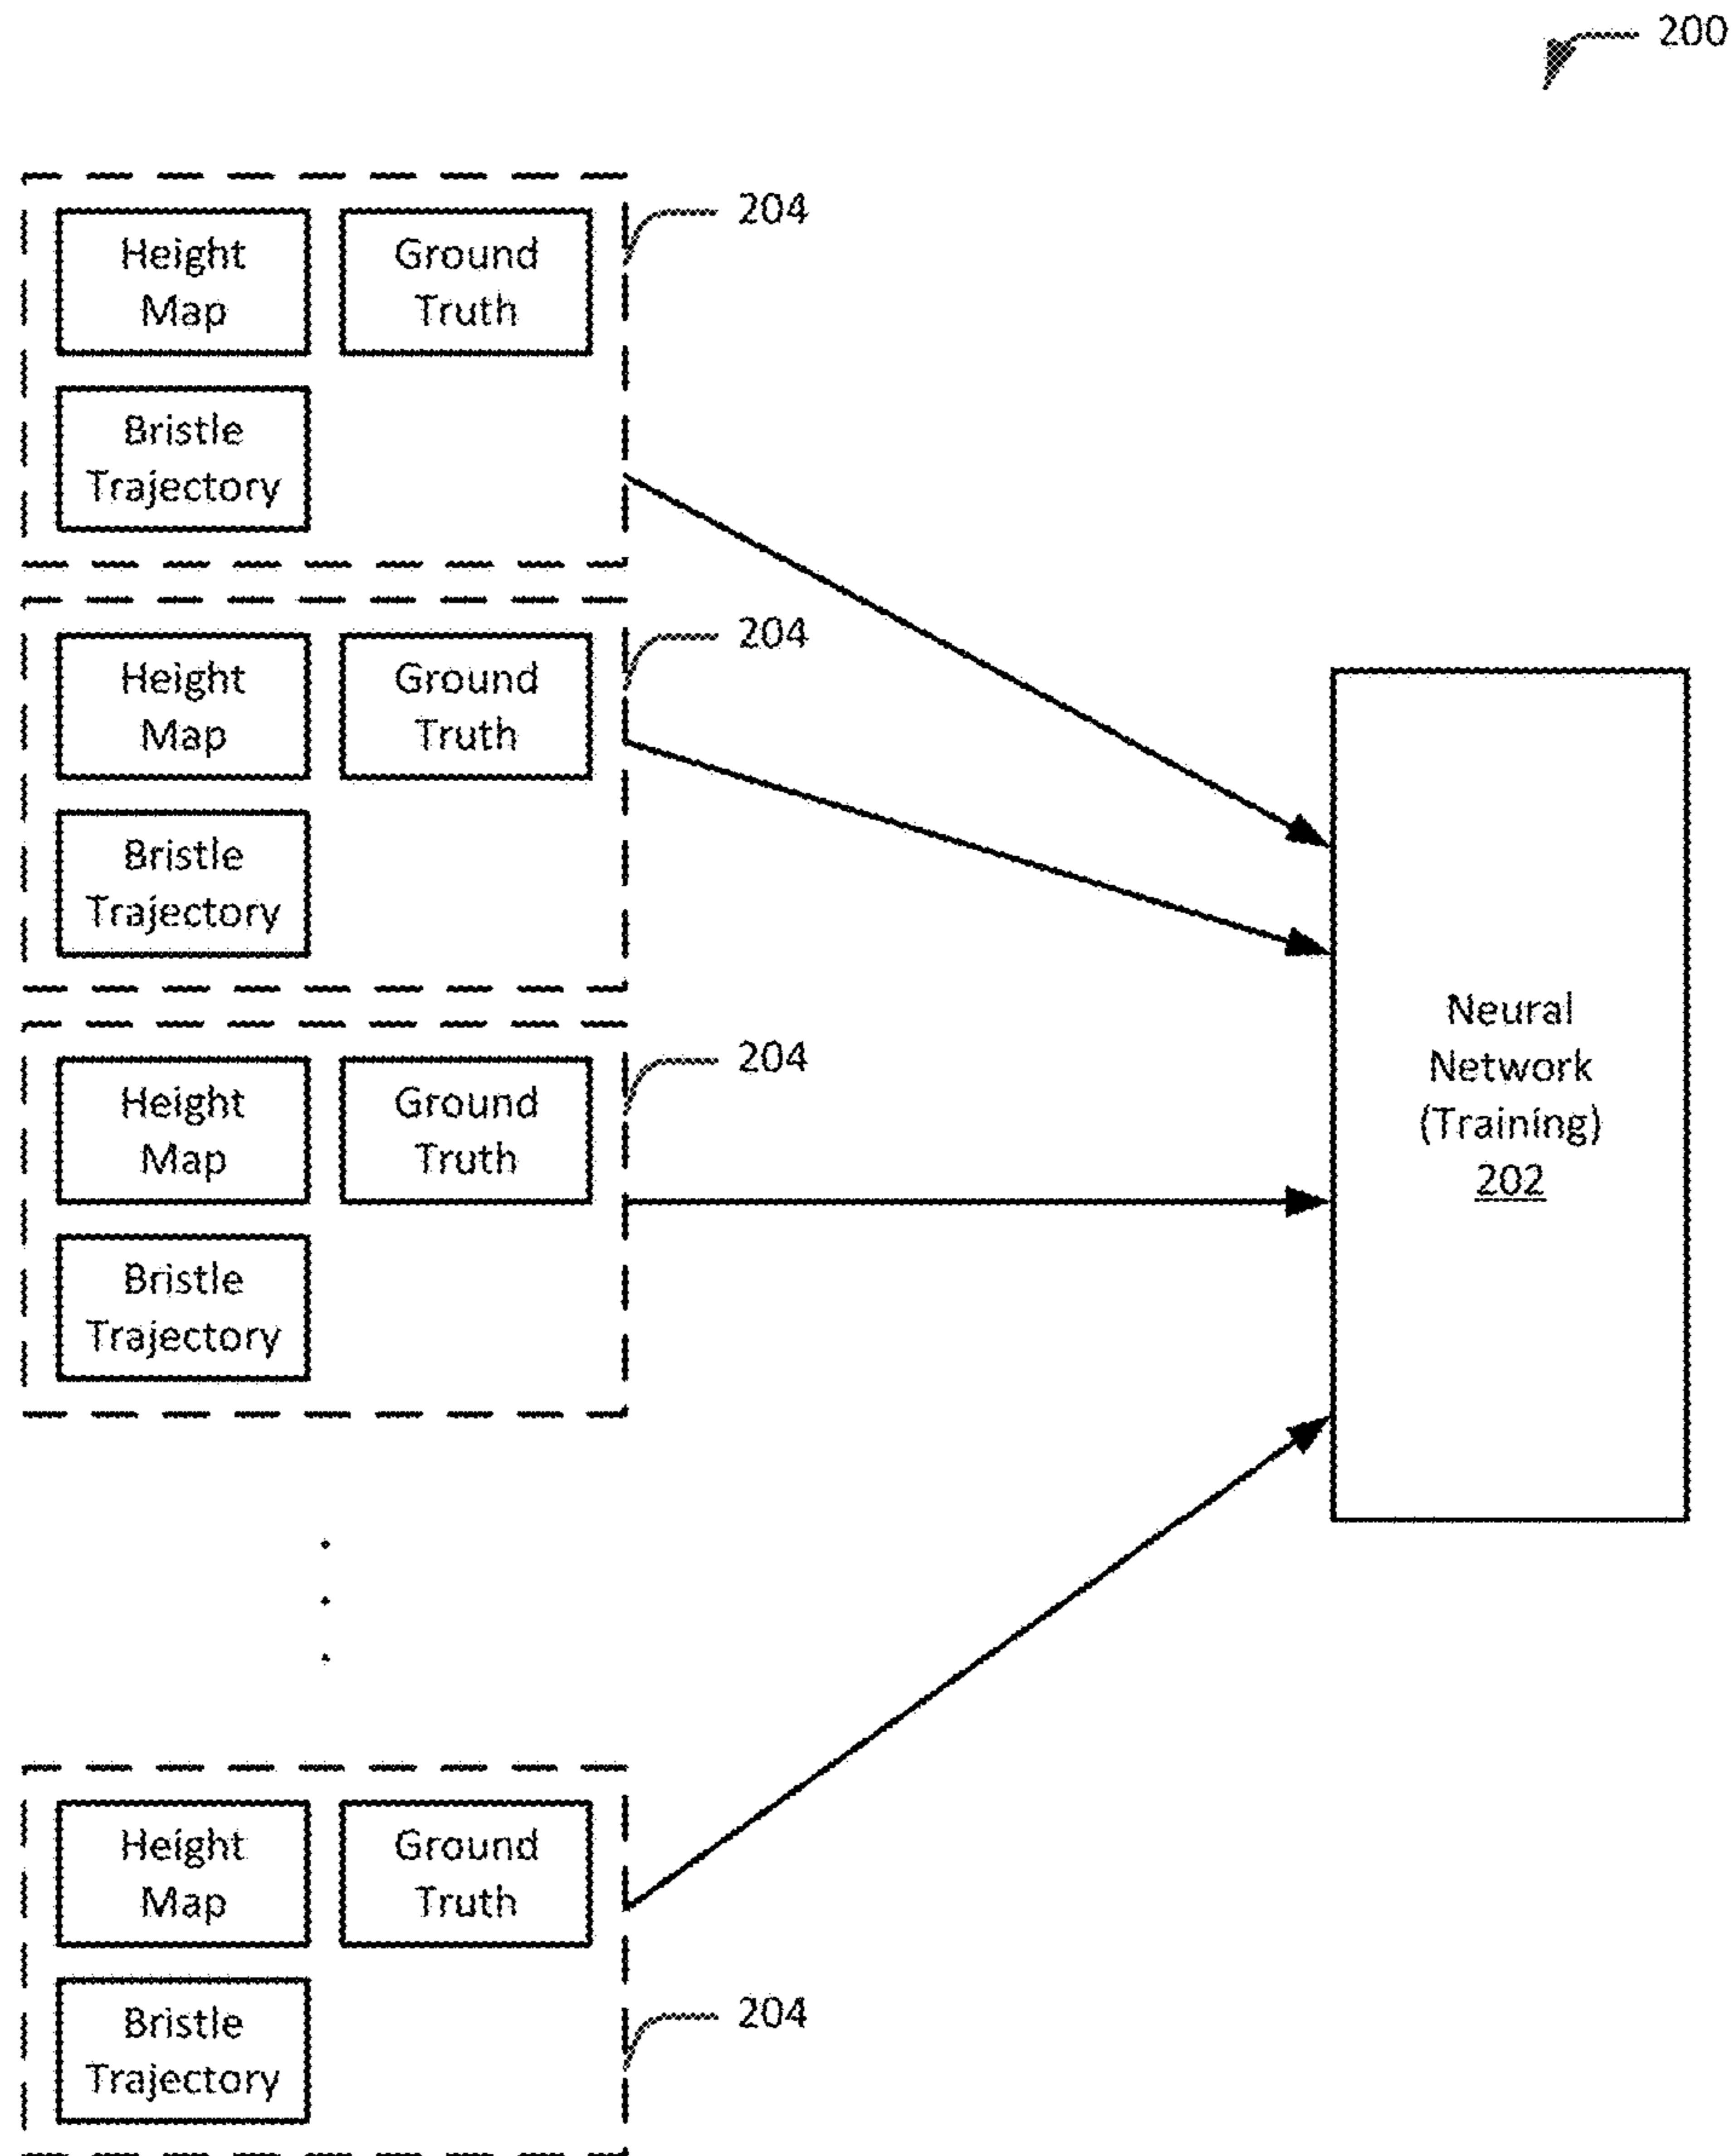 200
204
Height
Map
Ground
Truth
Bristle
Trajectory
204
Height
Map
Ground
Truth
Bristle
Trajectory
204
Height
Map
Ground
Truth
Bristle
Trajectory
Neural
Network
(Training)
202
Height
Map
Ground
Truth
Bristle
Trajectory
204